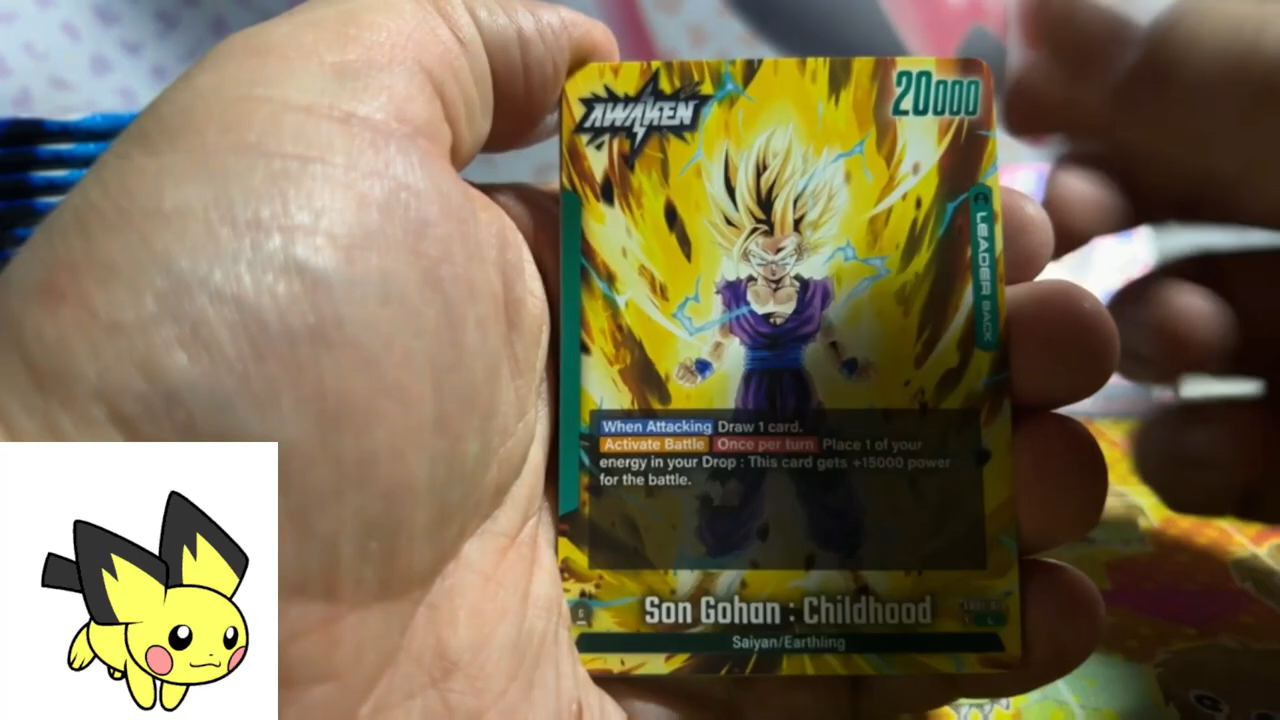 AWAKEN
20000
LEADER BACK
When Attacking Draw 1 card.
Activate Battle Once per turn Place 1 of your
energy in your Drop : This card gets +15000 power
for the battle.
Son Gohan : Childhood
Saiyan/Earthling